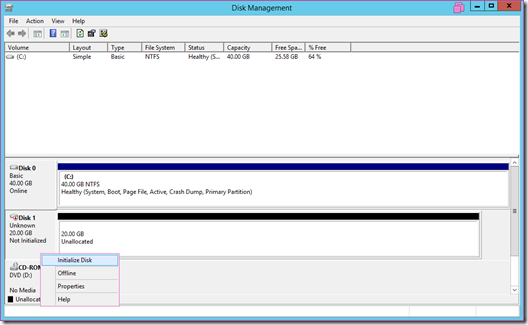 Disk Management
File Action View Help
Volume Layout Type File System Status Capacity Free Spa... % Free
(C:) Simple Basic NTFS Healthy (S... 40.00 GB 25.58 GB 64 %
Disk 0
Basic
40.00 GB
Online
(C:)
40.00 GB NTFS
Healthy (System, Boot, Page File, Active, Crash Dump, Primary Partition)
Disk 1
Unknown
20.00 GB
Not Initialized
20.00 GB
Unallocated
Initialize Disk
Offline
Properties
Help
CD-ROM
DVD (D:)
No Media
Unalloca